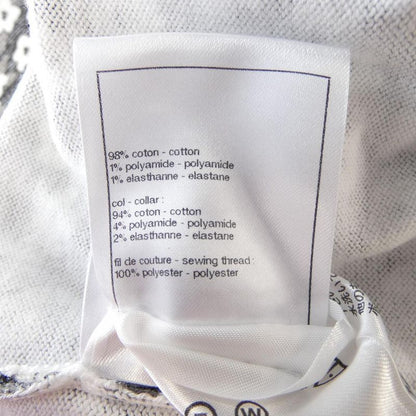 98% coton - cotton
1% polyamide - polyamide
1% elasthanne - elastane
col - collar :
94% coton - cotton
4% polyamide - polyamide
2% elasthanne - elastane
fil de couture - sewing thread :
100% polyester - polyester